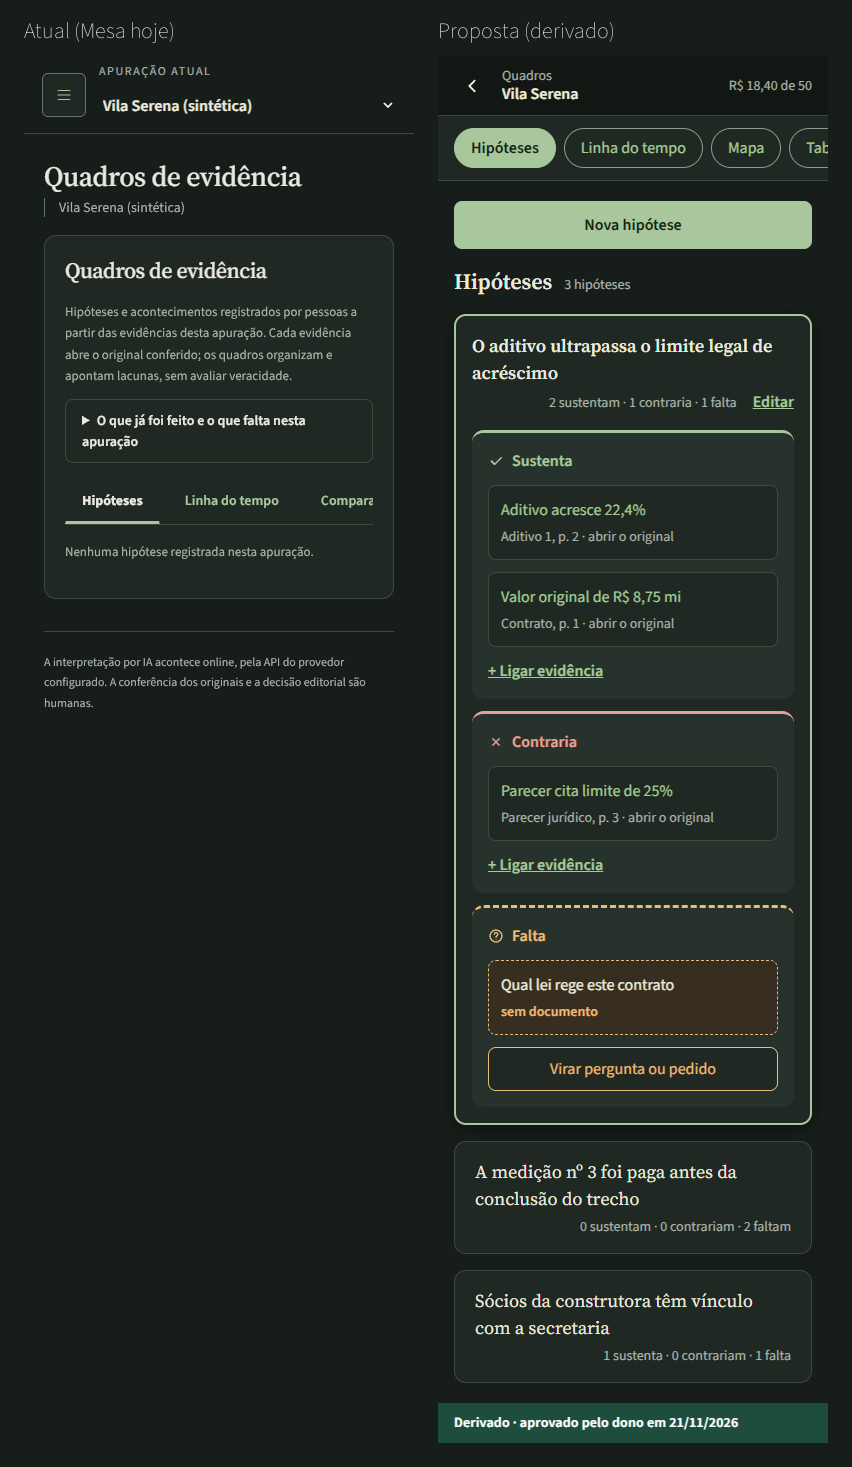 Atual (Mesa hoje)
APURAÇÃO ATUAL
Vila Serena (sintética)
Quadros de evidência
Vila Serena (sintética)
Quadros de evidência
Hipóteses e acontecimentos registrados por pessoas a
partir das evidências desta apuração. Cada evidência
abre o original conferido; os quadros organizam e
apontam lacunas, sem avaliar veracidade.
O que já foi feito e o que falta nesta
apuração
Hipóteses Linha do tempo Compara
Nenhuma hipótese registrada nesta apuração.
A interpretação por IA acontece online, pela API do provedor
configurado. A conferência dos originais e a decisão editorial são
humanas.
Proposta (derivado)
Quadros
Vila Serena
R$ 18,40 de 50
Hipóteses Linha do tempo Mapa Tab
Nova hipótese
Hipóteses 3 hipóteses
O aditivo ultrapassa o limite legal de
acréscimo
2 sustentam · 1 contraria · 1 falta Editar
Sustenta
Aditivo acresce 22,4%
Aditivo 1, p. 2 · abrir o original
Valor original de R$ 8,75 mi
Contrato, p. 1 · abrir o original
+ Ligar evidência
Contraria
Parecer cita limite de 25%
Parecer jurídico, p. 3 · abrir o original
+ Ligar evidência
Falta
Qual lei rege este contrato
sem documento
Virar pergunta ou pedido
A medição nº 3 foi paga antes da
conclusão do trecho
0 sustentam · 0 contrariam · 2 faltam
Sócios da construtora têm vínculo
com a secretaria
1 sustenta · 0 contrariam · 1 falta
Derivado · aprovado pelo dono em 21/11/2026